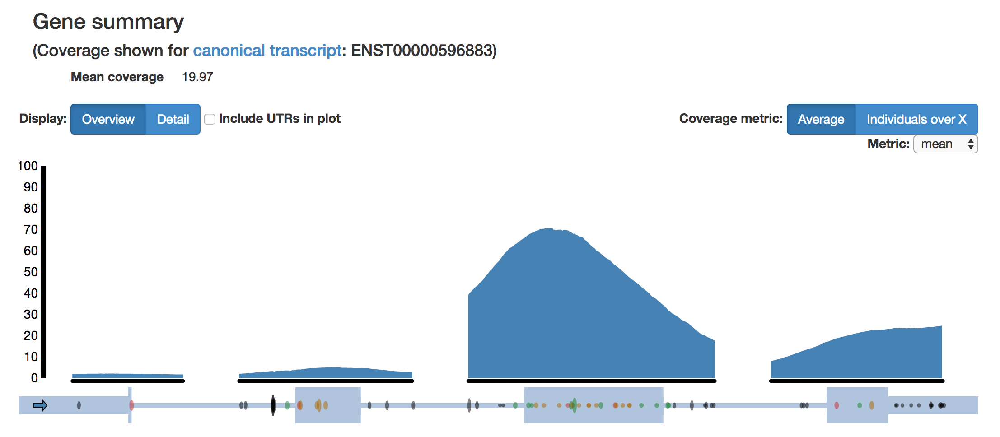 Gene summary
(Coverage shown for canonical transcript: ENST00000596883)
Mean coverage 19.97
Display: Overview Detail Include UTRs in plot Coverage metric: Average Individuals over X
Metric: mean
100
90
80
70
60
50
40
30
20
10
0